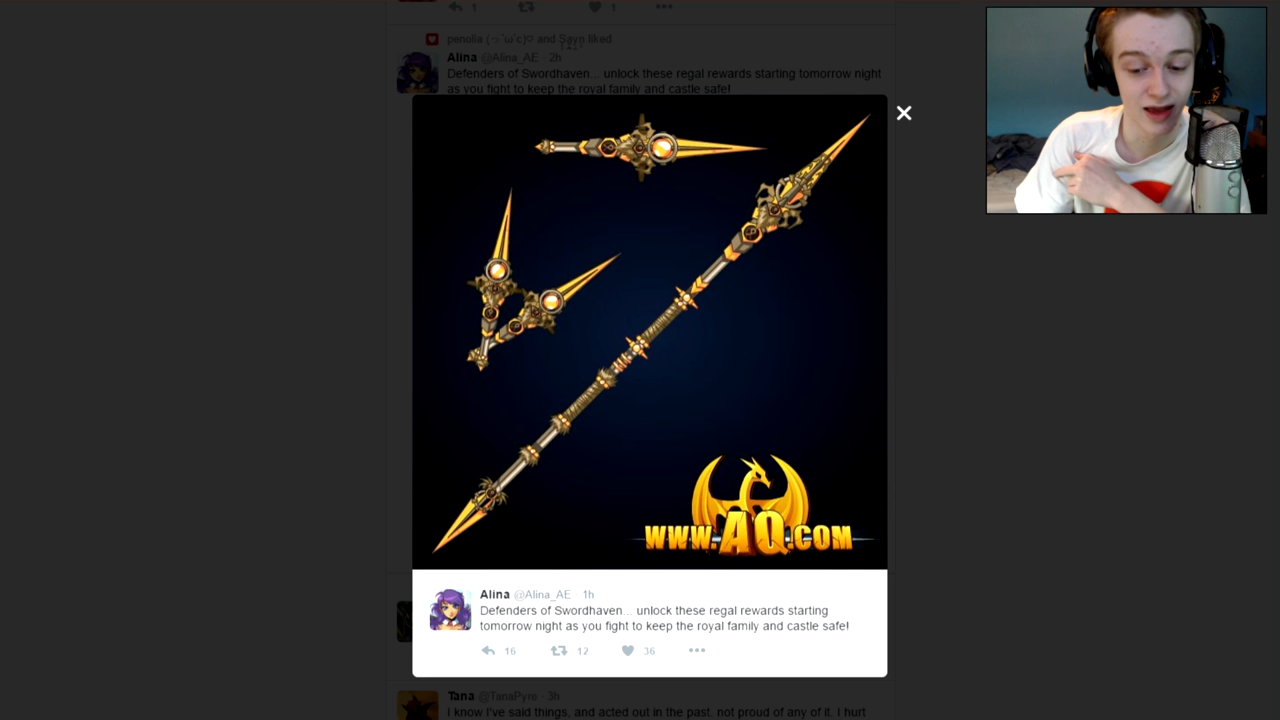 1 1
penolia (っ˘ω˘c)♡ and Sayn liked
Alina @Alina_AE · 2h
Defenders of Swordhaven... unlock these regal rewards starting tomorrow night
as you fight to keep the royal family and castle safe!
WWW.AQ.COM
Alina @Alina_AE · 1h
Defenders of Swordhaven... unlock these regal rewards starting
tomorrow night as you fight to keep the royal family and castle safe!
16 12 36
Tana @TanaPyro · 3h
I know I've said things, and acted out in the past, not proud of any of it. I hurt